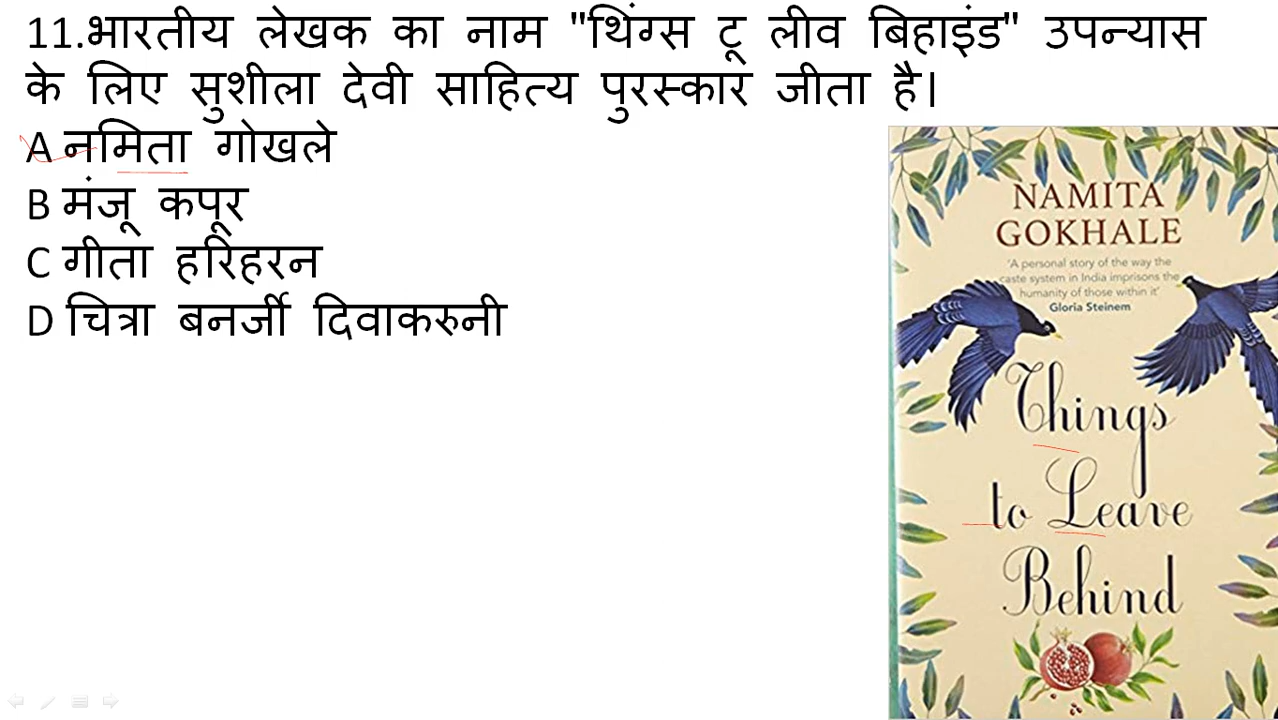 11.भारतीय लेखक का नाम "थिंग्स टू लीव बिहाइंड" उपन्यास
के लिए सुशीला देवी साहित्य पुरस्कार जीता है।
A नमिता गोखले
B मंजू कपूर
C गीता हरिहरन
D चित्रा बनर्जी दिवाकरुनी
NAMITA
GOKHALE
'A personal story of the way the
caste system in India imprisons the
humanity of those within it'
Gloria Steinem
Things
to Leave
Behind